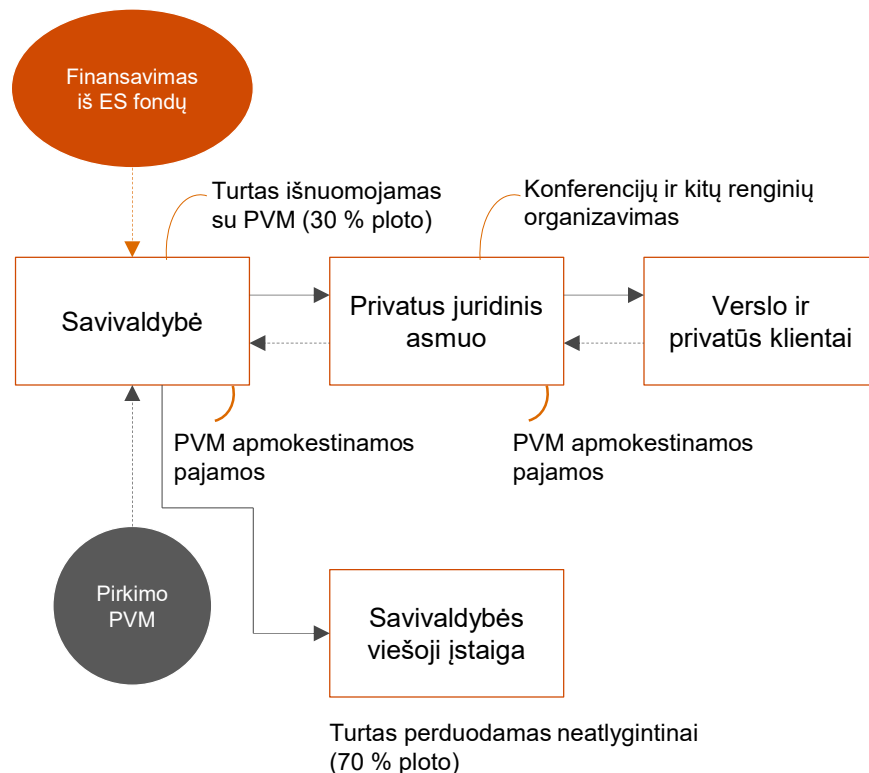 Finansavimas
iš ES fondų
Turtas išnuomojamas
su PVM (30 % ploto)
Konferencijų ir kitų renginių
organizavimas
Savivaldybė
Privatus juridinis
asmuo
Verslo ir
privatūs klientai
PVM apmokestinamos
pajamos
PVM apmokestinamos
pajamos
Pirkimo
PVM
Savivaldybės
viešoji įstaiga
Turtas perduodamas neatlygintinai
(70 % ploto)